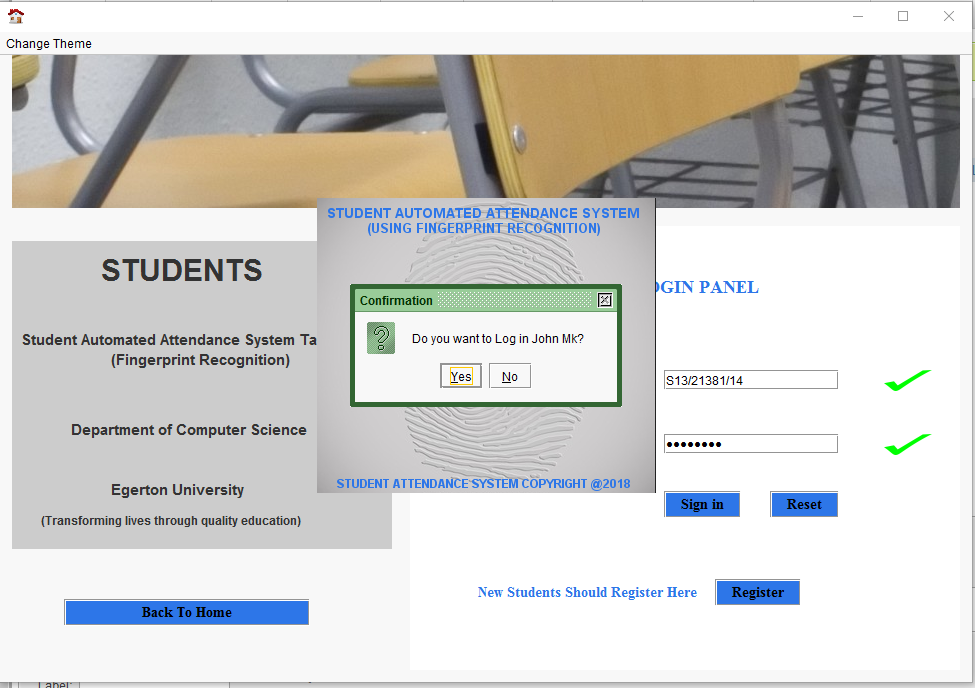 Change Theme
STUDENT AUTOMATED ATTENDANCE SYSTEM
(USING FINGERPRINT RECOGNITION)
STUDENTS
Student Automated Attendance System Ta
(Fingerprint Recognition)
Department of Computer Science
Egerton University
(Transforming lives through quality education)
Back To Home
Confirmation
Do you want to Log in John Mk?
Yes
No
STUDENT ATTENDANCE SYSTEM COPYRIGHT @2018
OGIN PANEL
S13/21381/14
Sign in
Reset
New Students Should Register Here
Register
Label: